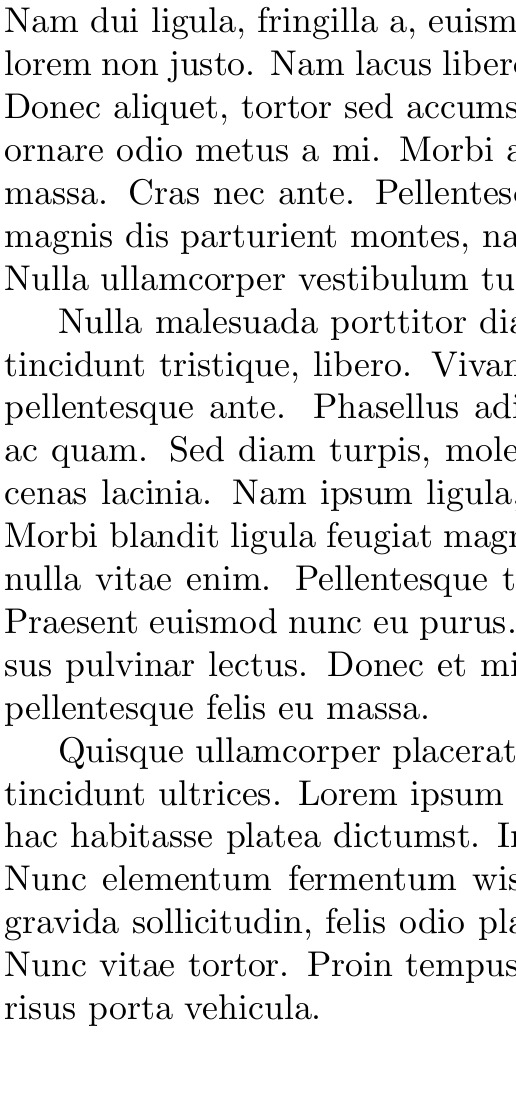 Nam dui ligula, fringilla a, euism
lorem non justo. Nam lacus liber
Donec aliquet, tortor sed accums
ornare odio metus a mi. Morbi a
massa. Cras nec ante. Pellentes
magnis dis parturient montes, na
Nulla ullamcorper vestibulum tu
Nulla malesuada porttitor dia
tincidunt tristique, libero. Vivam
pellentesque ante. Phasellus adi
ac quam. Sed diam turpis, mole
cenas lacinia. Nam ipsum ligula,
Morbi blandit ligula feugiat magn
nulla vitae enim. Pellentesque t
Praesent euismod nunc eu purus.
sus pulvinar lectus. Donec et mi
pellentesque felis eu massa.
Quisque ullamcorper placerat
tincidunt ultrices. Lorem ipsum
hac habitasse platea dictumst. In
Nunc elementum fermentum wis
gravida sollicitudin, felis odio pla
Nunc vitae tortor. Proin tempus
risus porta vehicula.